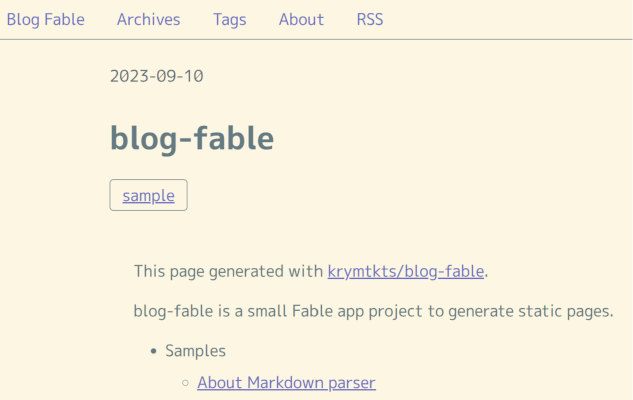 Blog Fable Archives Tags About RSS
2023-09-10
blog-fable
sample
This page generated with krymtkts/blog-fable.
blog-fable is a small Fable app project to generate static pages.
• Samples
○ About Markdown parser